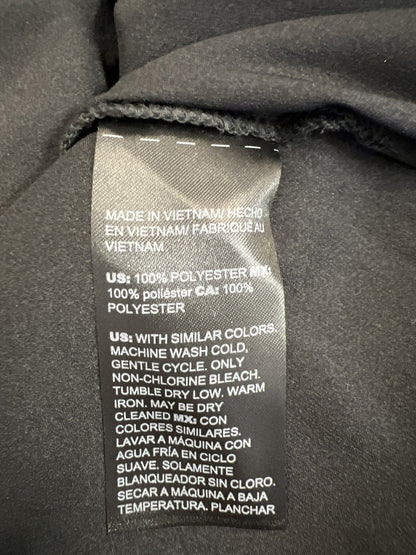 MADE IN VIETNAM/ HECHO
EN VIETNAM/ FABRIQUÉ AU
VIETNAM
US: 100% POLYESTER MX:
100% poliéster CA: 100%
POLYESTER
US: WITH SIMILAR COLORS.
MACHINE WASH COLD,
GENTLE CYCLE. ONLY
NON-CHLORINE BLEACH.
TUMBLE DRY LOW. WARM
IRON. MAY BE DRY
CLEANED MX: CON
COLORES SIMILARES.
LAVAR A MÁQUINA CON
AGUA FRÍA EN CICLO
SUAVE. SOLAMENTE
BLANQUEADOR SIN CLORO.
SECAR A MÁQUINA A BAJA
TEMPERATURA. PLANCHAR